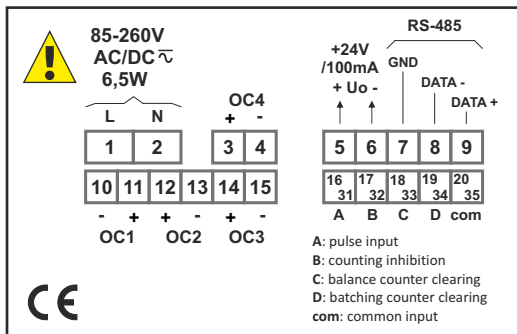 85-260V
AC/DC
6,5W
L N
OC4
+ -
1 2 3 4
10 11 12 13 14 15
- + + - + -
OC1 OC2 OC3
RS-485
+24V
/100mA
GND
+ Uo -
DATA -
DATA +
5 6 7 8 9
16 17 18 19 20
31 32 33 34 35
A B C D com
A: pulse input
B: counting inhibition
C: balance counter clearing
D: batching counter clearing
com: common input
CE